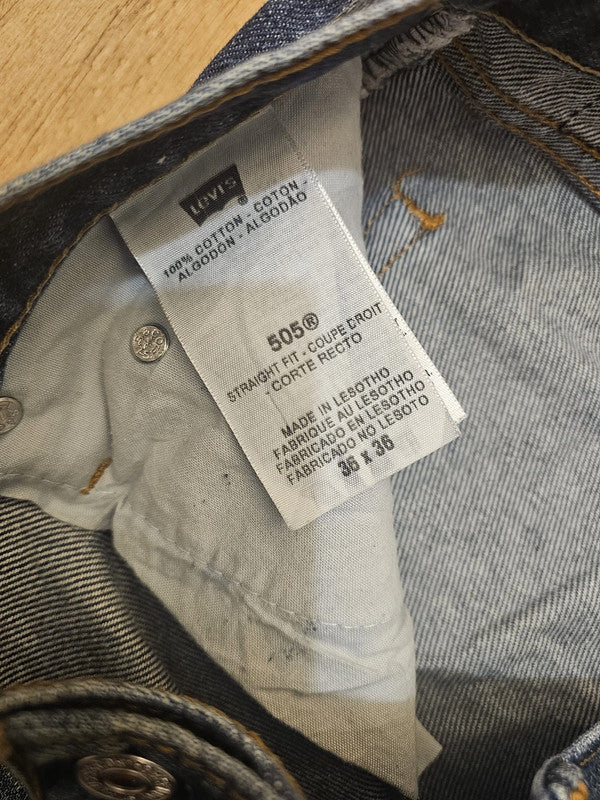 LEVI'S®
100% COTTON - COTON -
ALGODON - ALGODÃO
505®
STRAIGHT FIT - COUPE DROIT
- CORTE RECTO
MADE IN LESOTHO
FABRIQUE AU LESOTHO
FABRICADO EN LESOTHO
FABRICADO NO LESOTO
36 x 36